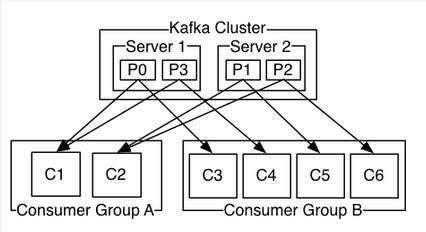 Kafka Cluster
Server 1 Server 2
P0 P3 P1 P2
C1 C2 C3 C4 C5 C6
Consumer Group A Consumer Group B